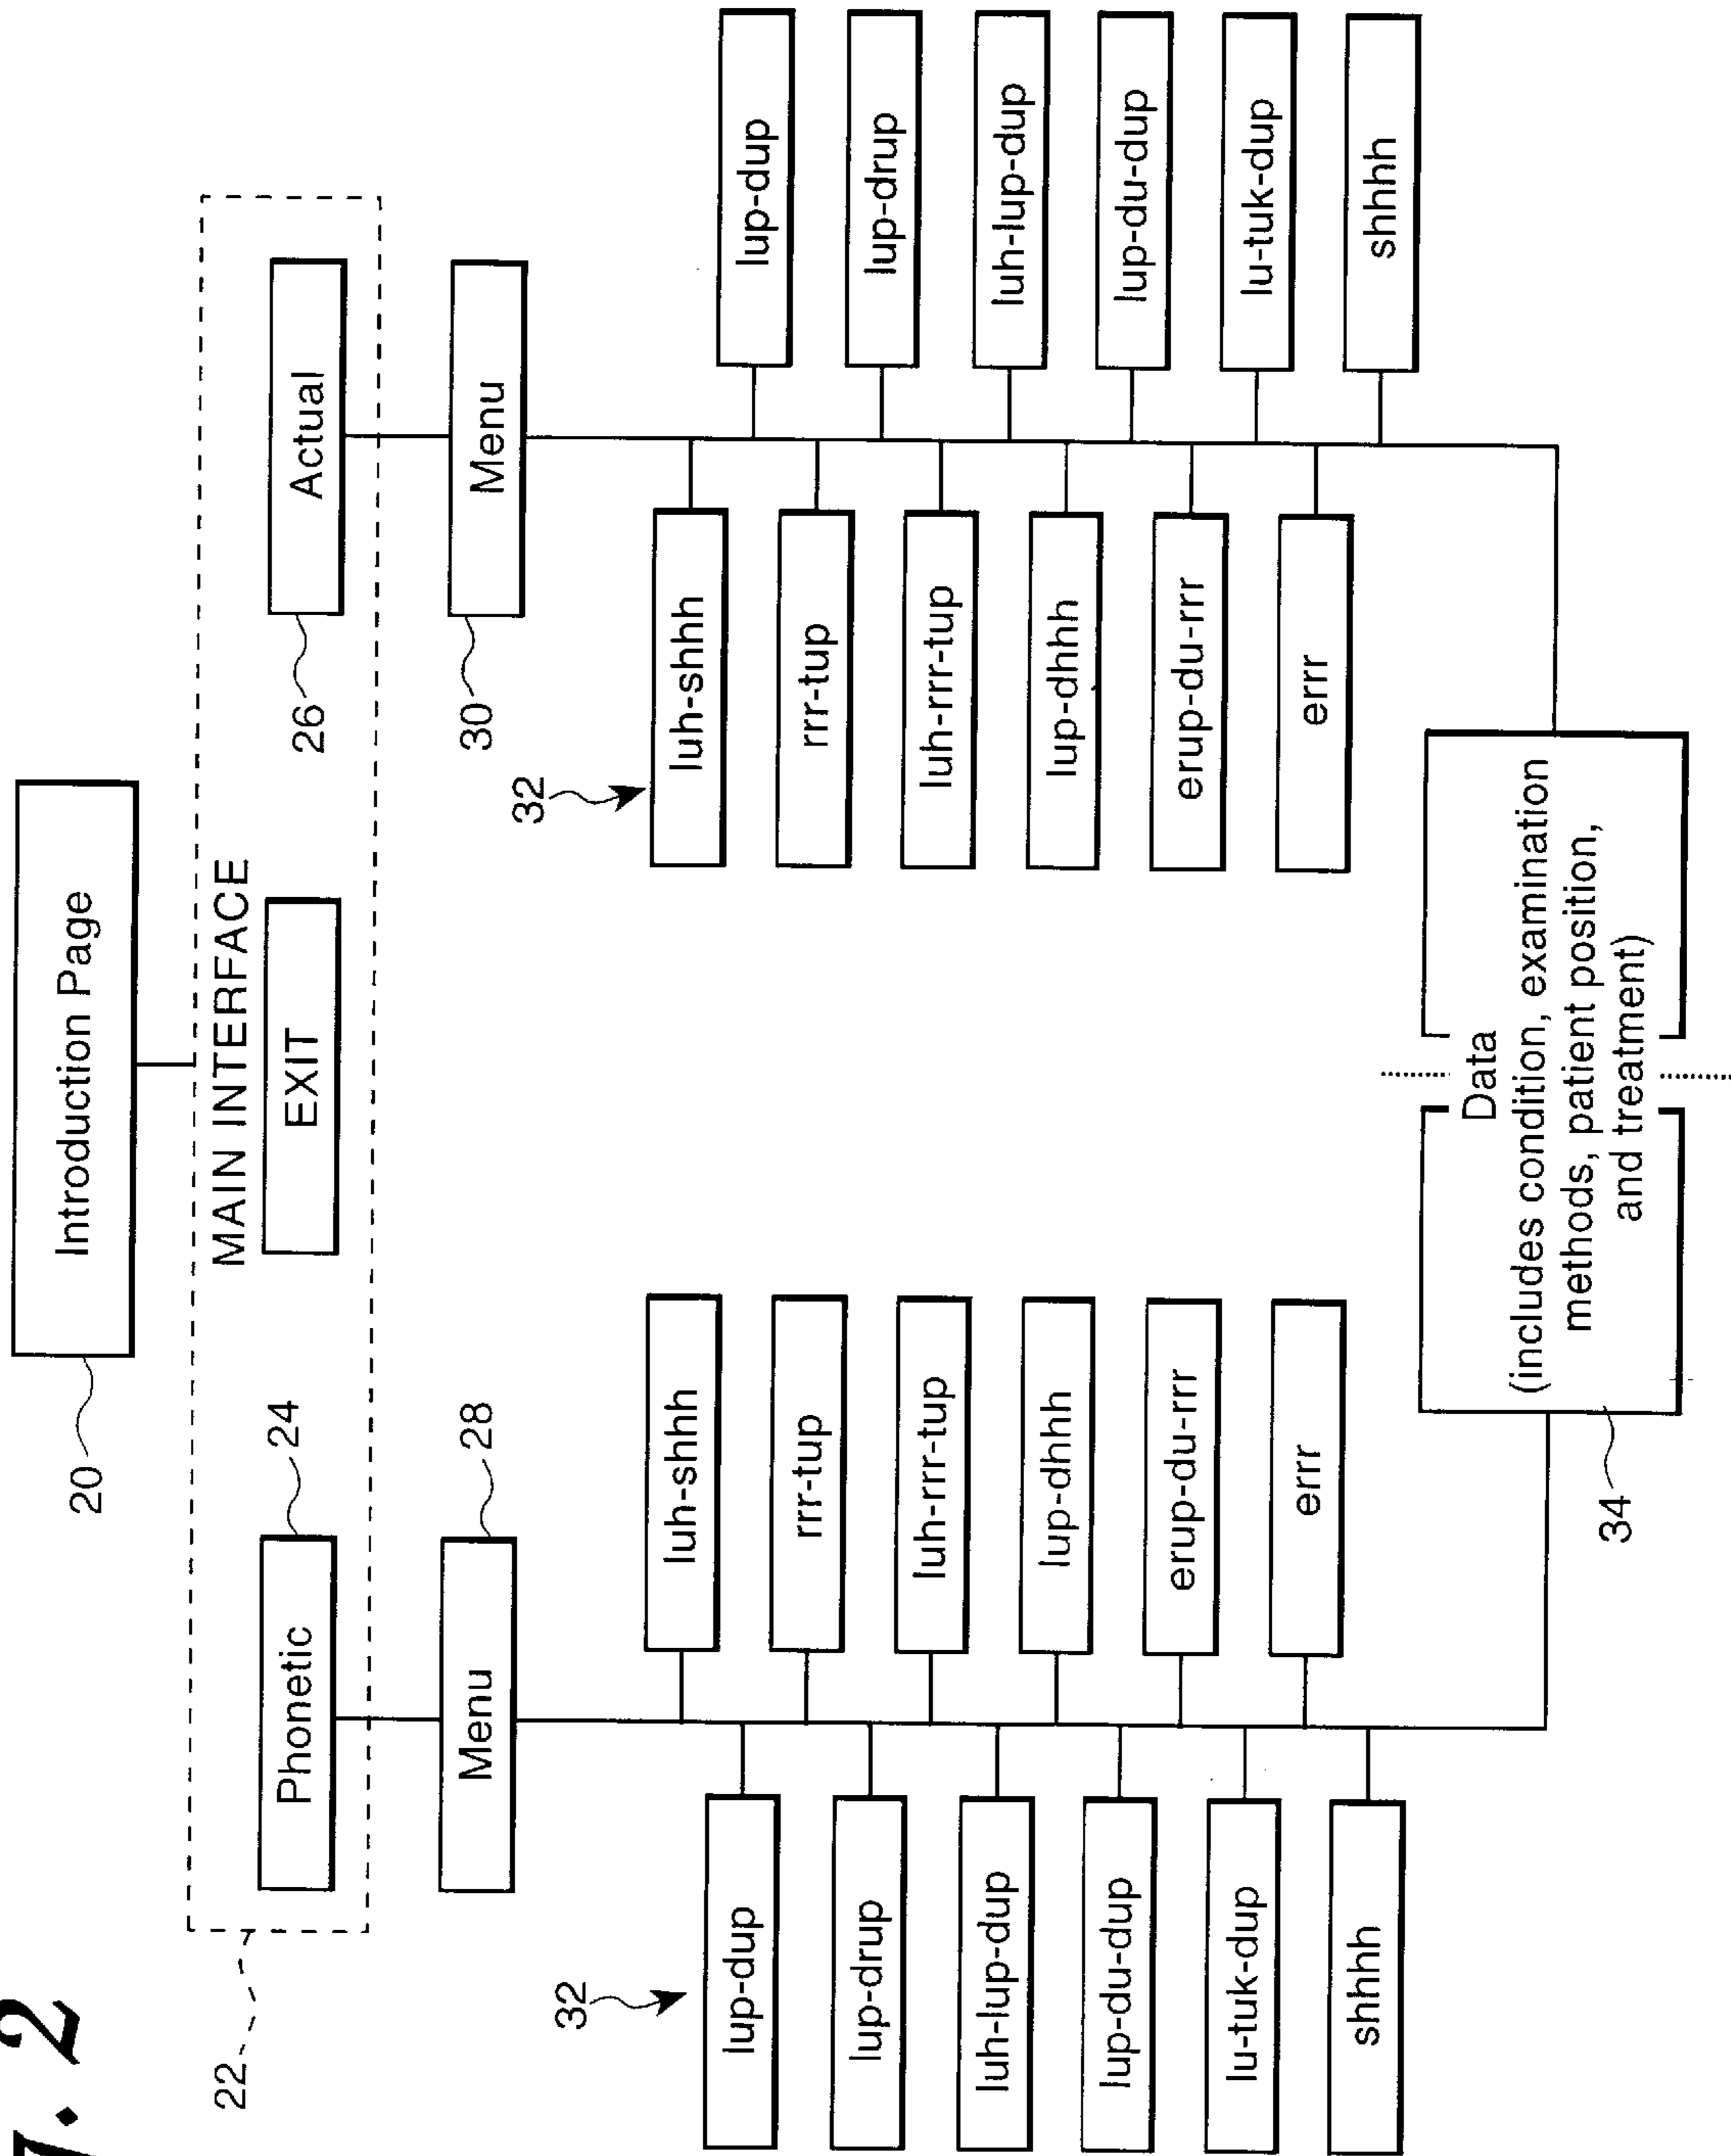 7. 2
20
Introduction Page
22
MAIN INTERFACE
Phonetic
24
EXIT
Actual
26
Menu
28
Menu
30
32
lup-dup
luh-shhh
lup-drup
rrr-tup
luh-lup-dup
luh-rrr-tup
lup-du-dup
lup-dhhh
lu-tuk-dup
erup-du-rrr
shhhh
errr
32
luh-shhh
lup-dup
rrr-tup
lup-drup
luh-rrr-tup
luh-lup-dup
lup-dhhh
lup-du-dup
erup-du-rrr
lu-tuk-dup
errr
shhhh
34
Data
(includes condition, examination
methods, patient position,
and treatment)